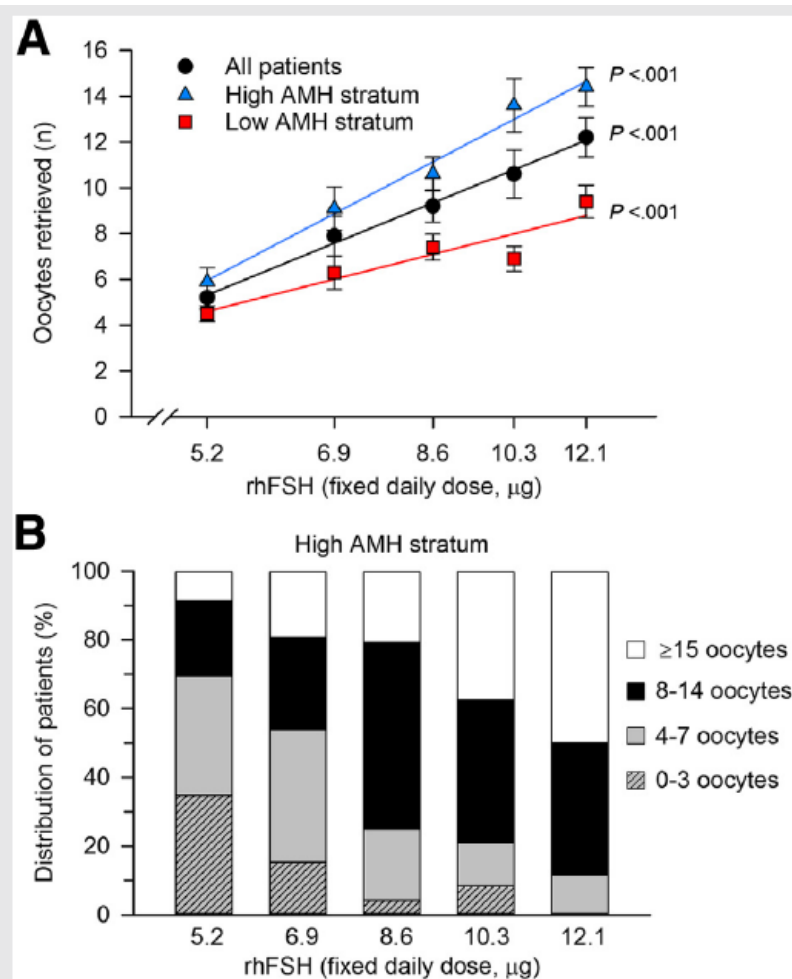 A
16
14
12
10
8
6
4
2
0
Oocytes retrieved (n)
All patients
High AMH stratum
Low AMH stratum
P <.001
P <.001
P <.001
5.2 6.9 8.6 10.3 12.1
rhFSH (fixed daily dose, μg)
B
High AMH stratum
100
80
60
40
20
0
Distribution of patients (%)
≥15 oocytes
8-14 oocytes
4-7 oocytes
0-3 oocytes
5.2 6.9 8.6 10.3 12.1
rhFSH (fixed daily dose, μg)